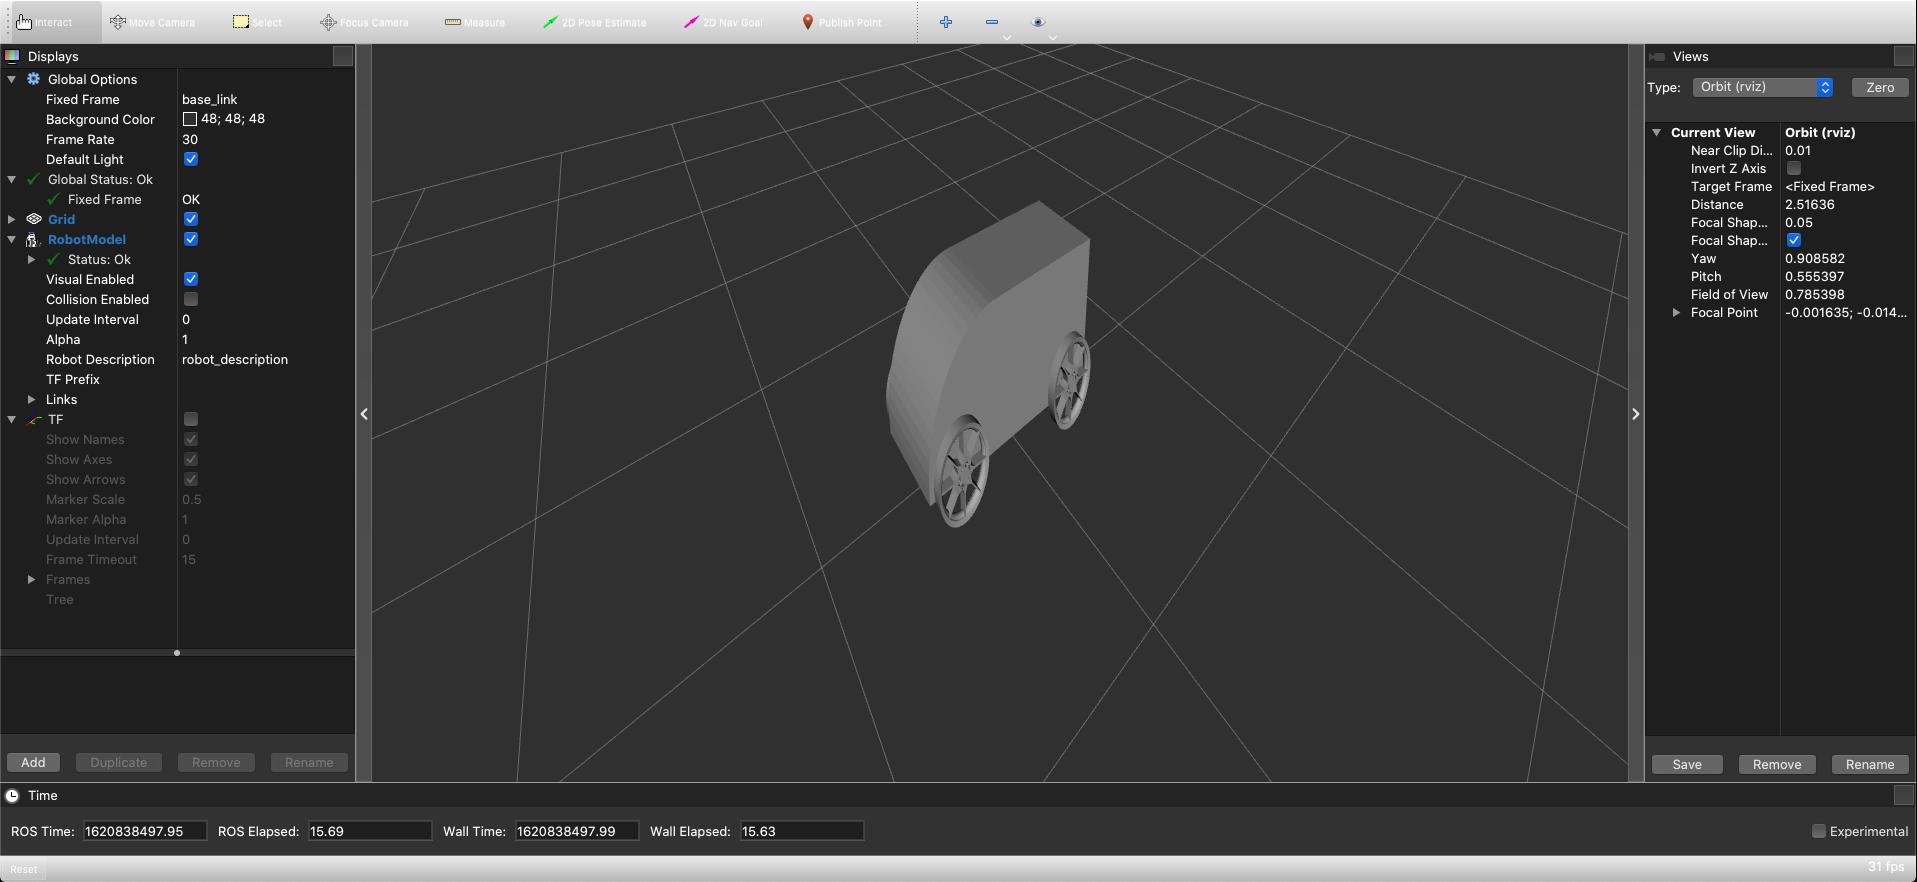 Interact Move Camera Select Focus Camera Measure 2D Pose Estimate 2D Nav Goal Publish Point
Displays
Global Options
Fixed Frame base_link
Background Color 48; 48; 48
Frame Rate 30
Default Light
Global Status: Ok
Fixed Frame OK
Grid
RobotModel
Status: Ok
Visual Enabled
Collision Enabled
Update Interval 0
Alpha 1
Robot Description robot_description
TF Prefix
Links
TF
Show Names
Show Axes
Show Arrows
Marker Scale 0.5
Marker Alpha 1
Update Interval 0
Frame Timeout 15
Frames
Tree
Add Duplicate Remove Rename
Views
Type: Orbit (rviz) Zero
Current View Orbit (rviz)
Near Clip Di... 0.01
Invert Z Axis
Target Frame <Fixed Frame>
Distance 2.51636
Focal Shap... 0.05
Focal Shap...
Yaw 0.908582
Pitch 0.555397
Field of View 0.785398
Focal Point -0.001635; -0.014...
Save Remove Rename
Time
ROS Time: 1620838497.95 ROS Elapsed: 15.69 Wall Time: 1620838497.99 Wall Elapsed: 15.63 Experimental
Reset 31 fps